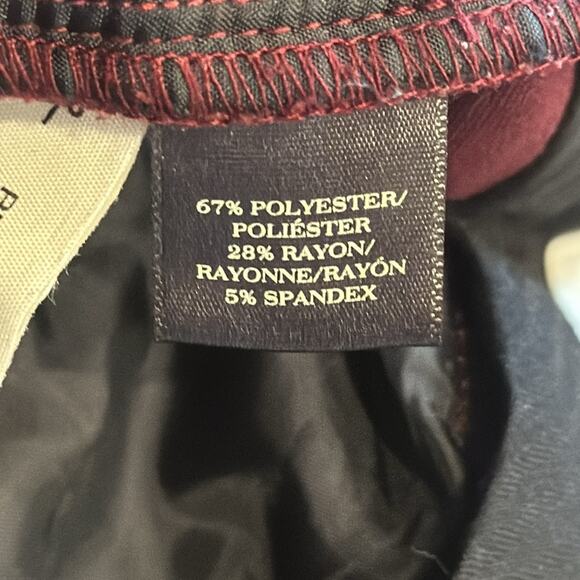 67% POLYESTER/
POLIÉSTER
28% RAYON/
RAYONNE/RAYÓN
5% SPANDEX